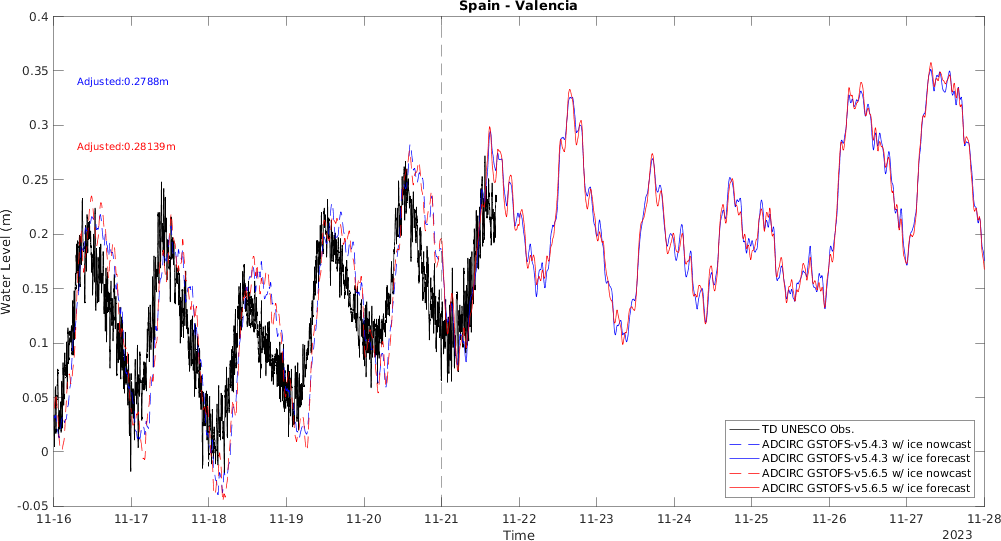 Spain - Valencia
0.4
0.35
0.3
0.25
0.2
0.15
0.1
0.05
0
-0.05
Water Level (m)
Adjusted:0.2788m
Adjusted:0.28139m
TD UNESCO Obs.
ADCIRC GSTOFS-v5.4.3 w/ ice nowcast
ADCIRC GSTOFS-v5.4.3 w/ ice forecast
ADCIRC GSTOFS-v5.6.5 w/ ice nowcast
ADCIRC GSTOFS-v5.6.5 w/ ice forecast
11-16 11-17 11-18 11-19 11-20 11-21 11-22 11-23 11-24 11-25 11-26 11-27 11-28
Time
2023